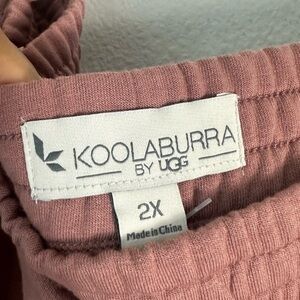 KOOLABURRA
BY UGG
2X
Made in China